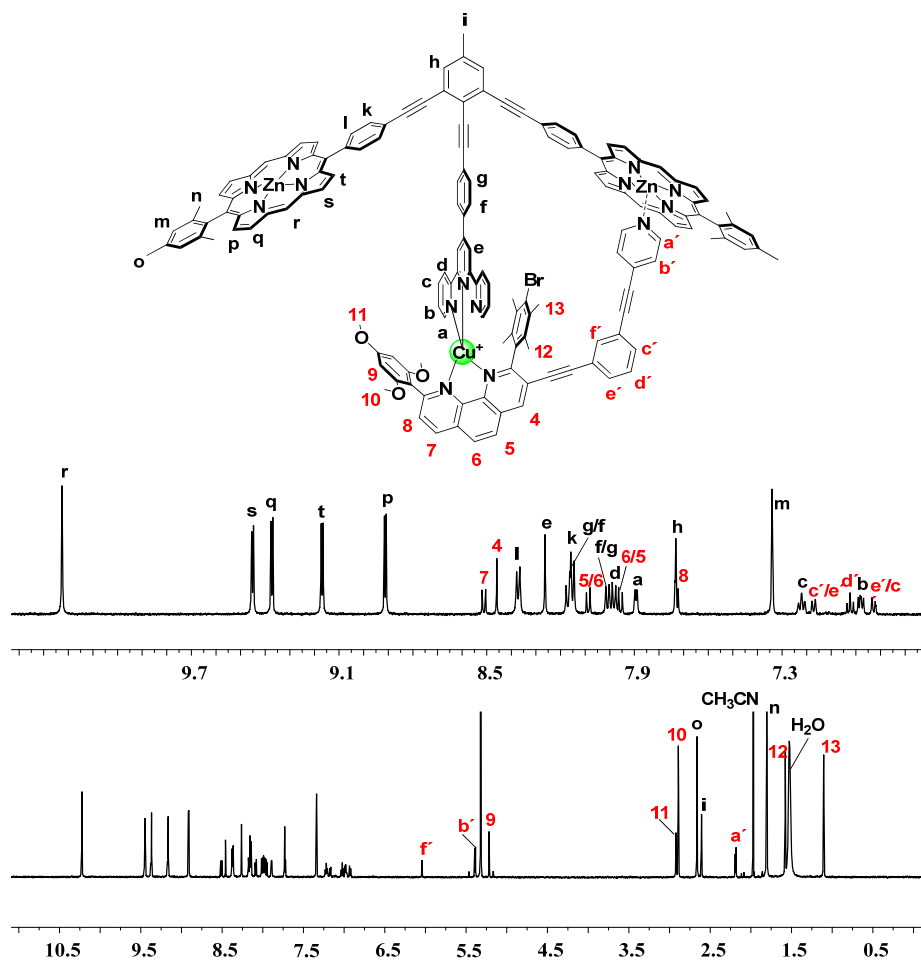 i
h
k
l
N
N Zn N
N
t
s
r
q
p
n
m
o
g
f
e
d
c
b
a
N
N
N
Cu+
N
N
Zn
N N
N N
N
a´
b´
Br
13
12
11
O
O
O
9
10
8
7
6
5
4
f´
c´
d´
e´
r
s
q
t
p
7
4
l
e
k
g/f
5/6
f/g
d
6/5
a
h
8
m
c
c´/e´
d´
b
e´/c´
9.7 9.1 8.5 7.9 7.3
f´
b´
9
11
10
o
i
a´
CH3CN
n
12
H2O
13
10.5 9.5 8.5 7.5 6.5 5.5 4.5 3.5 2.5 1.5 0.5